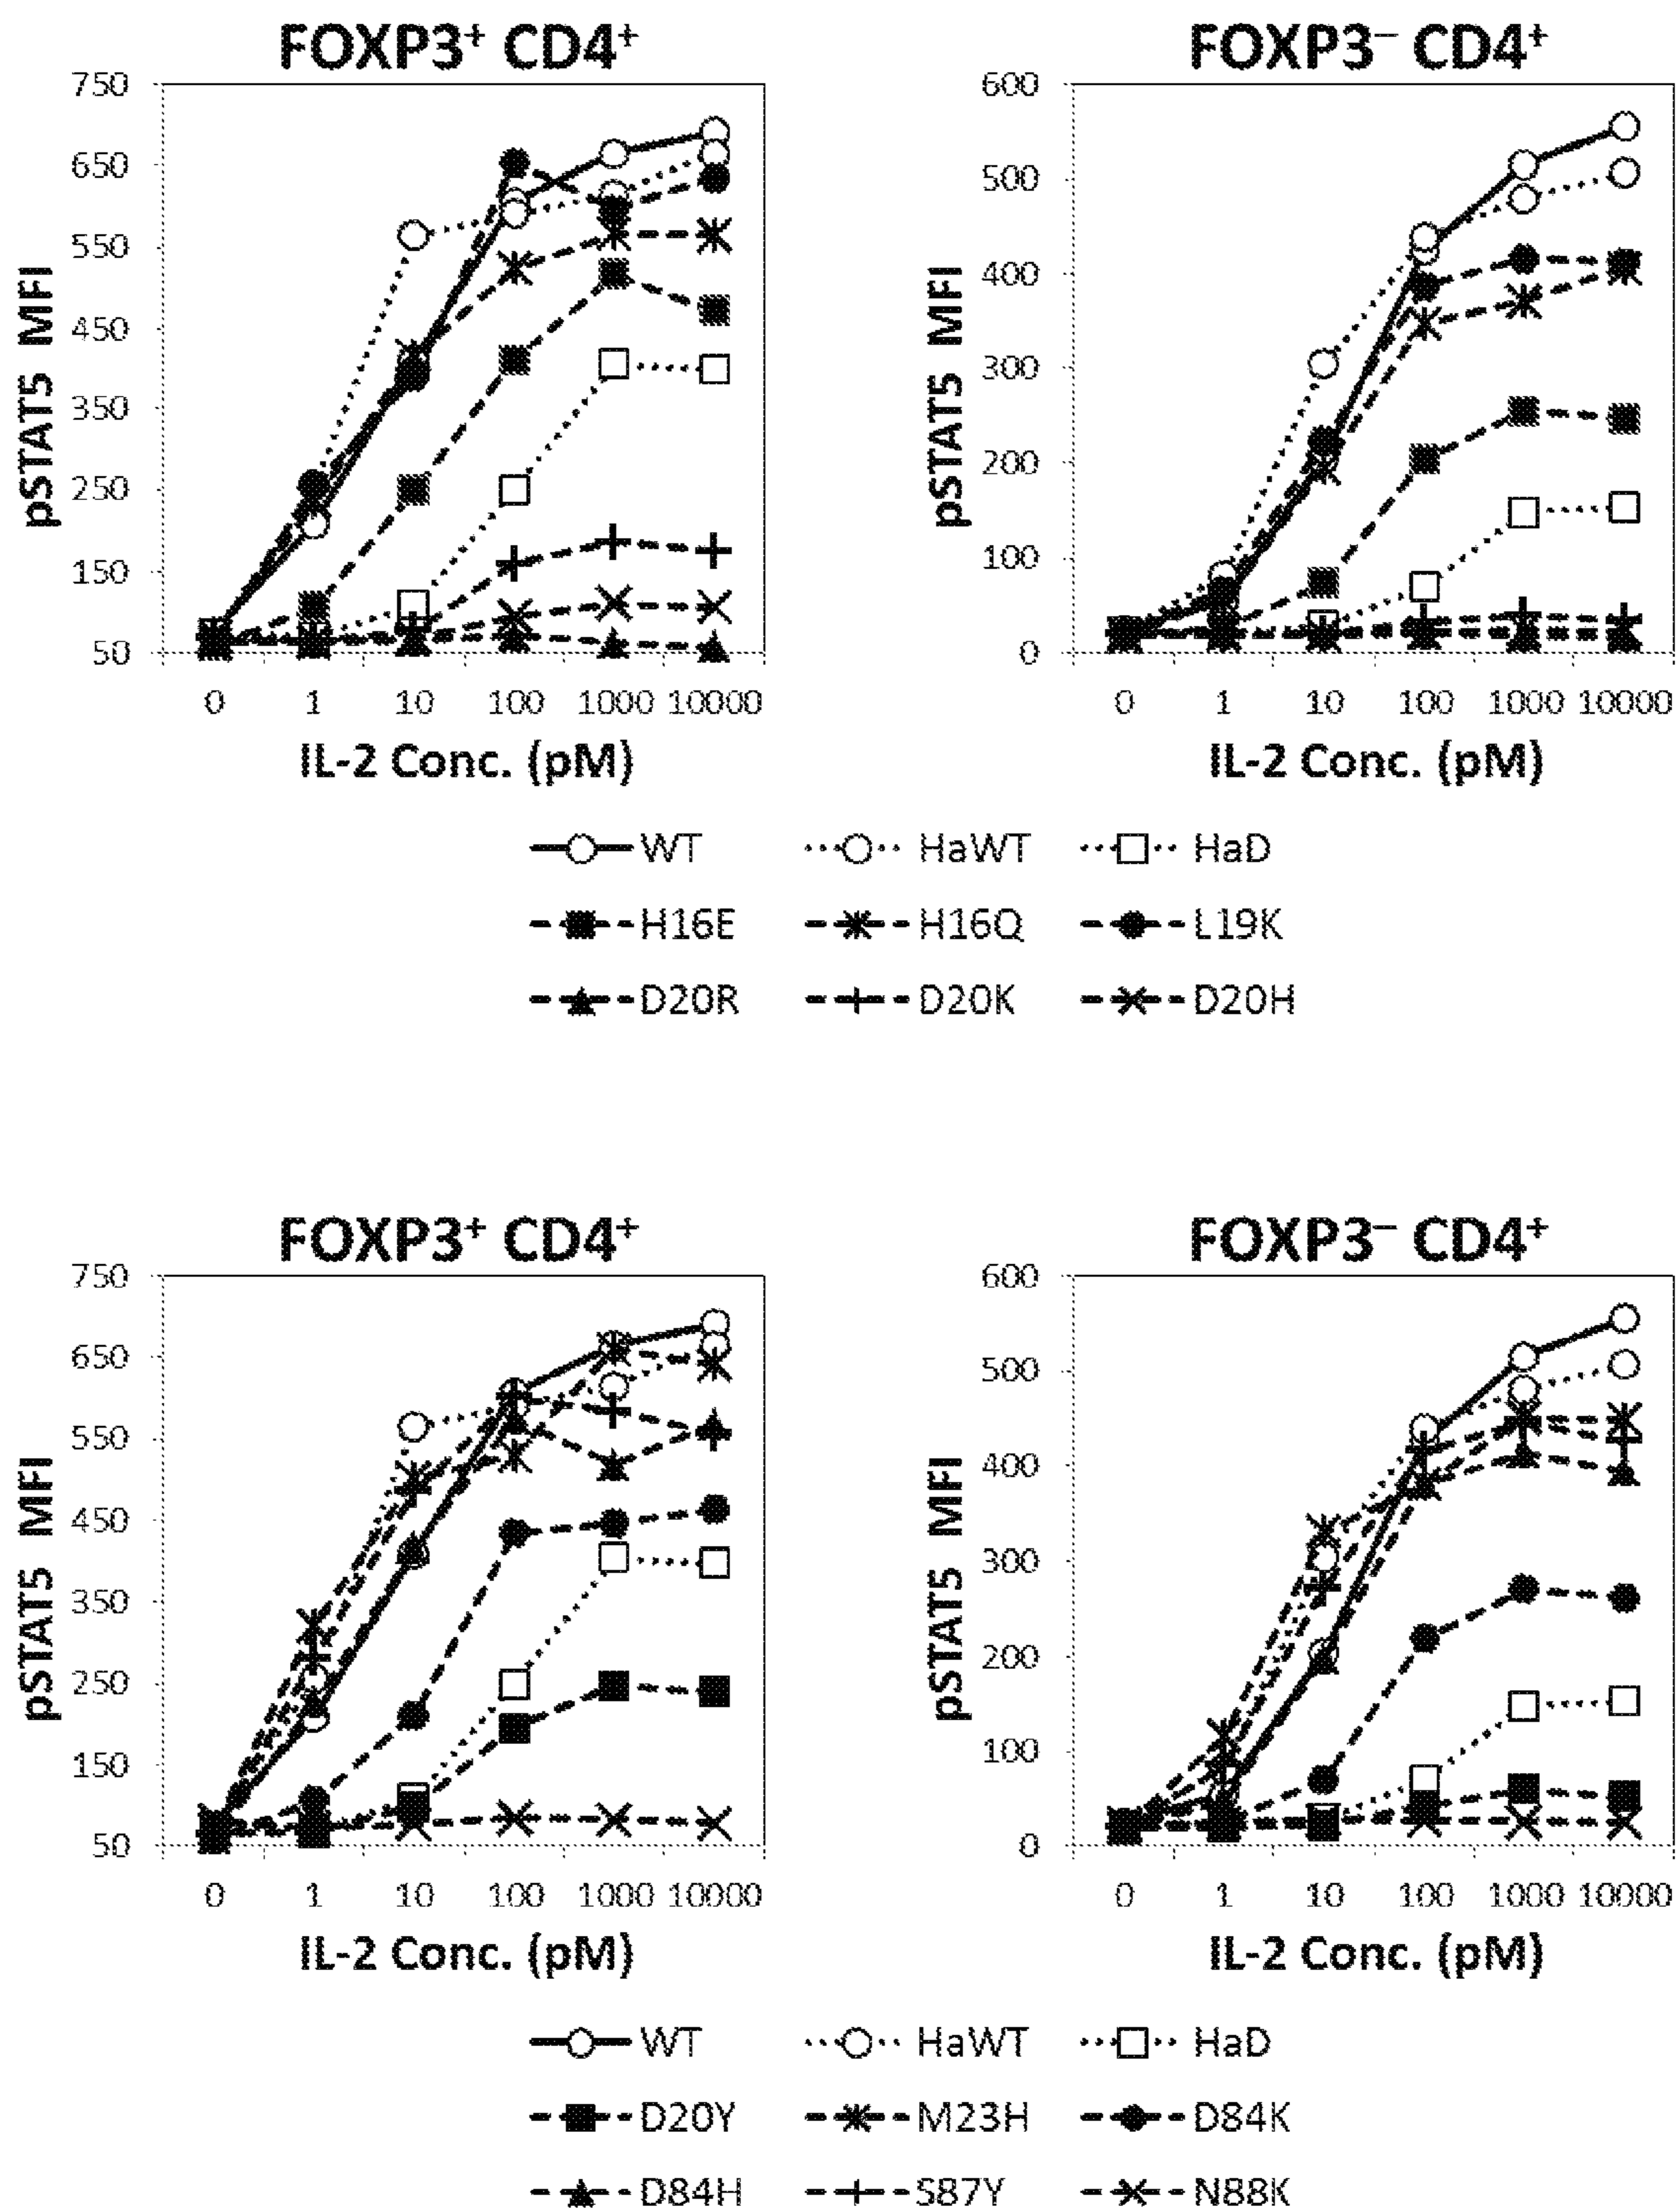 FOXP3⁺ CD4⁺
FOXP3⁻ CD4⁺
pSTAT5 MFI
750
650
550
450
350
250
150
50
0 1 10 100 1000 10000
IL-2 Conc. (pM)
pSTAT5 MFI
600
500
400
300
200
100
0
0 1 10 100 1000 10000
IL-2 Conc. (pM)
WT HaWT HaD
H16E H16Q L19K
D20R D20K D20H
FOXP3⁺ CD4⁺
FOXP3⁻ CD4⁺
pSTAT5 MFI
750
650
550
450
350
250
150
50
0 1 10 100 1000 10000
IL-2 Conc. (pM)
pSTAT5 MFI
600
500
400
300
200
100
0
0 1 10 100 1000 10000
IL-2 Conc. (pM)
WT HaWT HaD
D20Y M23H D84K
D84H S87Y N88K